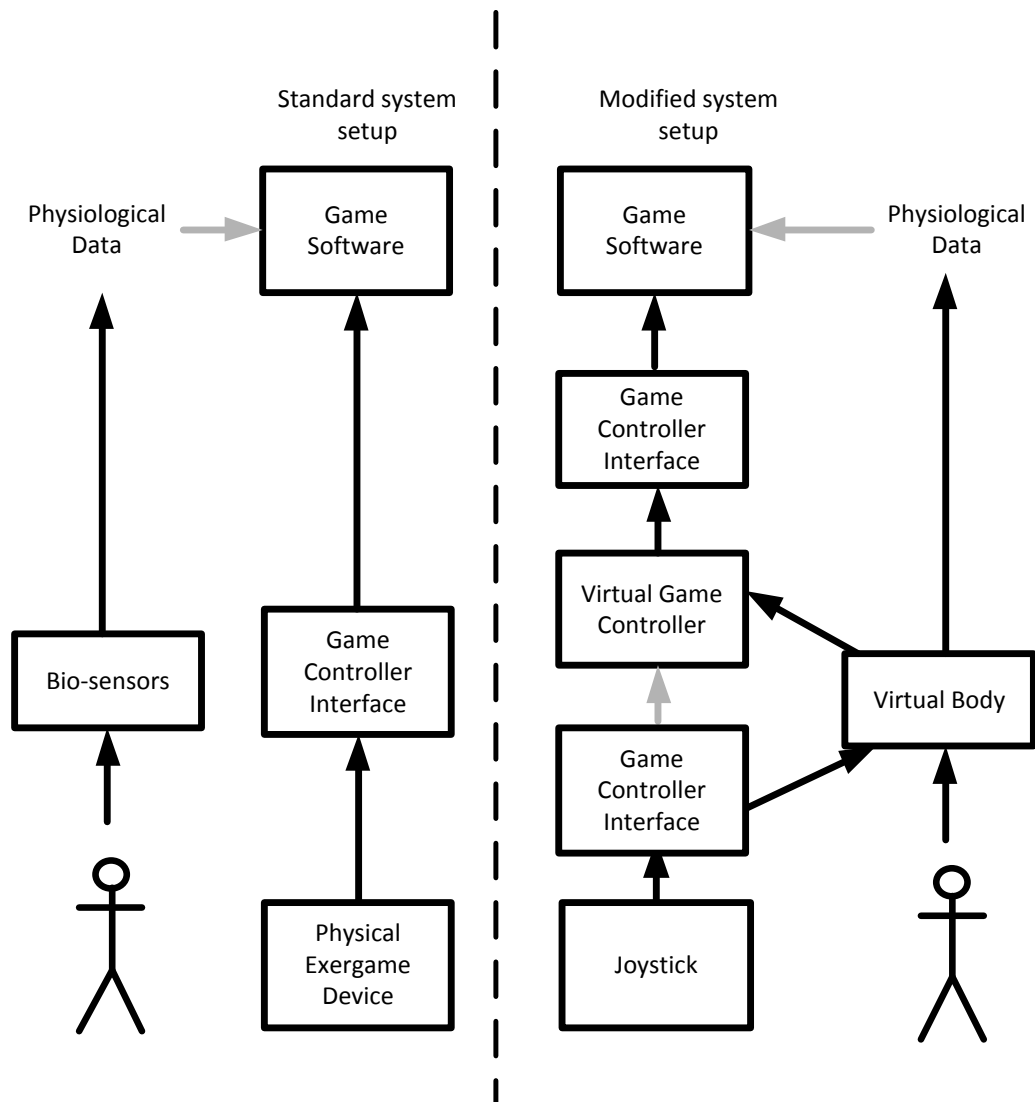 Standard system
setup
Physiological
Data
Game
Software
Bio-sensors
Game
Controller
Interface
Physical
Exergame
Device
Modified system
setup
Game
Software
Physiological
Data
Game
Controller
Interface
Virtual Game
Controller
Virtual Body
Game
Controller
Interface
Joystick